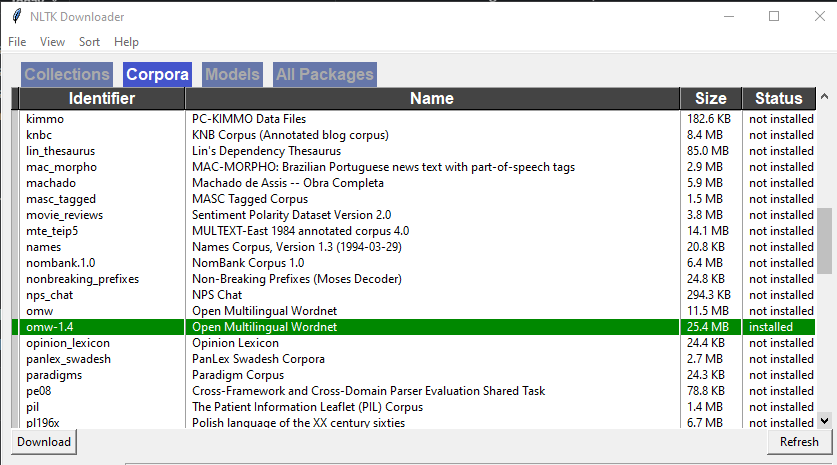 NLTK Downloader
File View Sort Help
Collections Corpora Models All Packages
Identifier Name Size Status
kimmo PC-KIMMO Data Files 182.6 KB not installed
knbc KNB Corpus (Annotated blog corpus) 8.4 MB not installed
lin_thesaurus Lin's Dependency Thesaurus 85.0 MB not installed
mac_morpho MAC-MORPHO: Brazilian Portuguese news text with part-of-speech tags 2.9 MB not installed
machado Machado de Assis -- Obra Completa 5.9 MB not installed
masc_tagged MASC Tagged Corpus 1.5 MB not installed
movie_reviews Sentiment Polarity Dataset Version 2.0 3.8 MB not installed
mte_teip5 MULTEXT-East 1984 annotated corpus 4.0 14.1 MB not installed
names Names Corpus, Version 1.3 (1994-03-29) 20.8 KB not installed
nombank.1.0 NomBank Corpus 1.0 6.4 MB not installed
nonbreaking_prefixes Non-Breaking Prefixes (Moses Decoder) 24.8 KB not installed
nps_chat NPS Chat 294.3 KB not installed
omw Open Multilingual Wordnet 11.5 MB not installed
omw-1.4 Open Multilingual Wordnet 25.4 MB installed
opinion_lexicon Opinion Lexicon 24.4 KB not installed
panlex_swadesh PanLex Swadesh Corpora 2.7 MB not installed
paradigms Paradigm Corpus 24.3 KB not installed
pe08 Cross-Framework and Cross-Domain Parser Evaluation Shared Task 78.8 KB not installed
pil The Patient Information Leaflet (PIL) Corpus 1.4 MB not installed
pl196x Polish language of the XX century sixties 6.7 MB not installed
Download Refresh